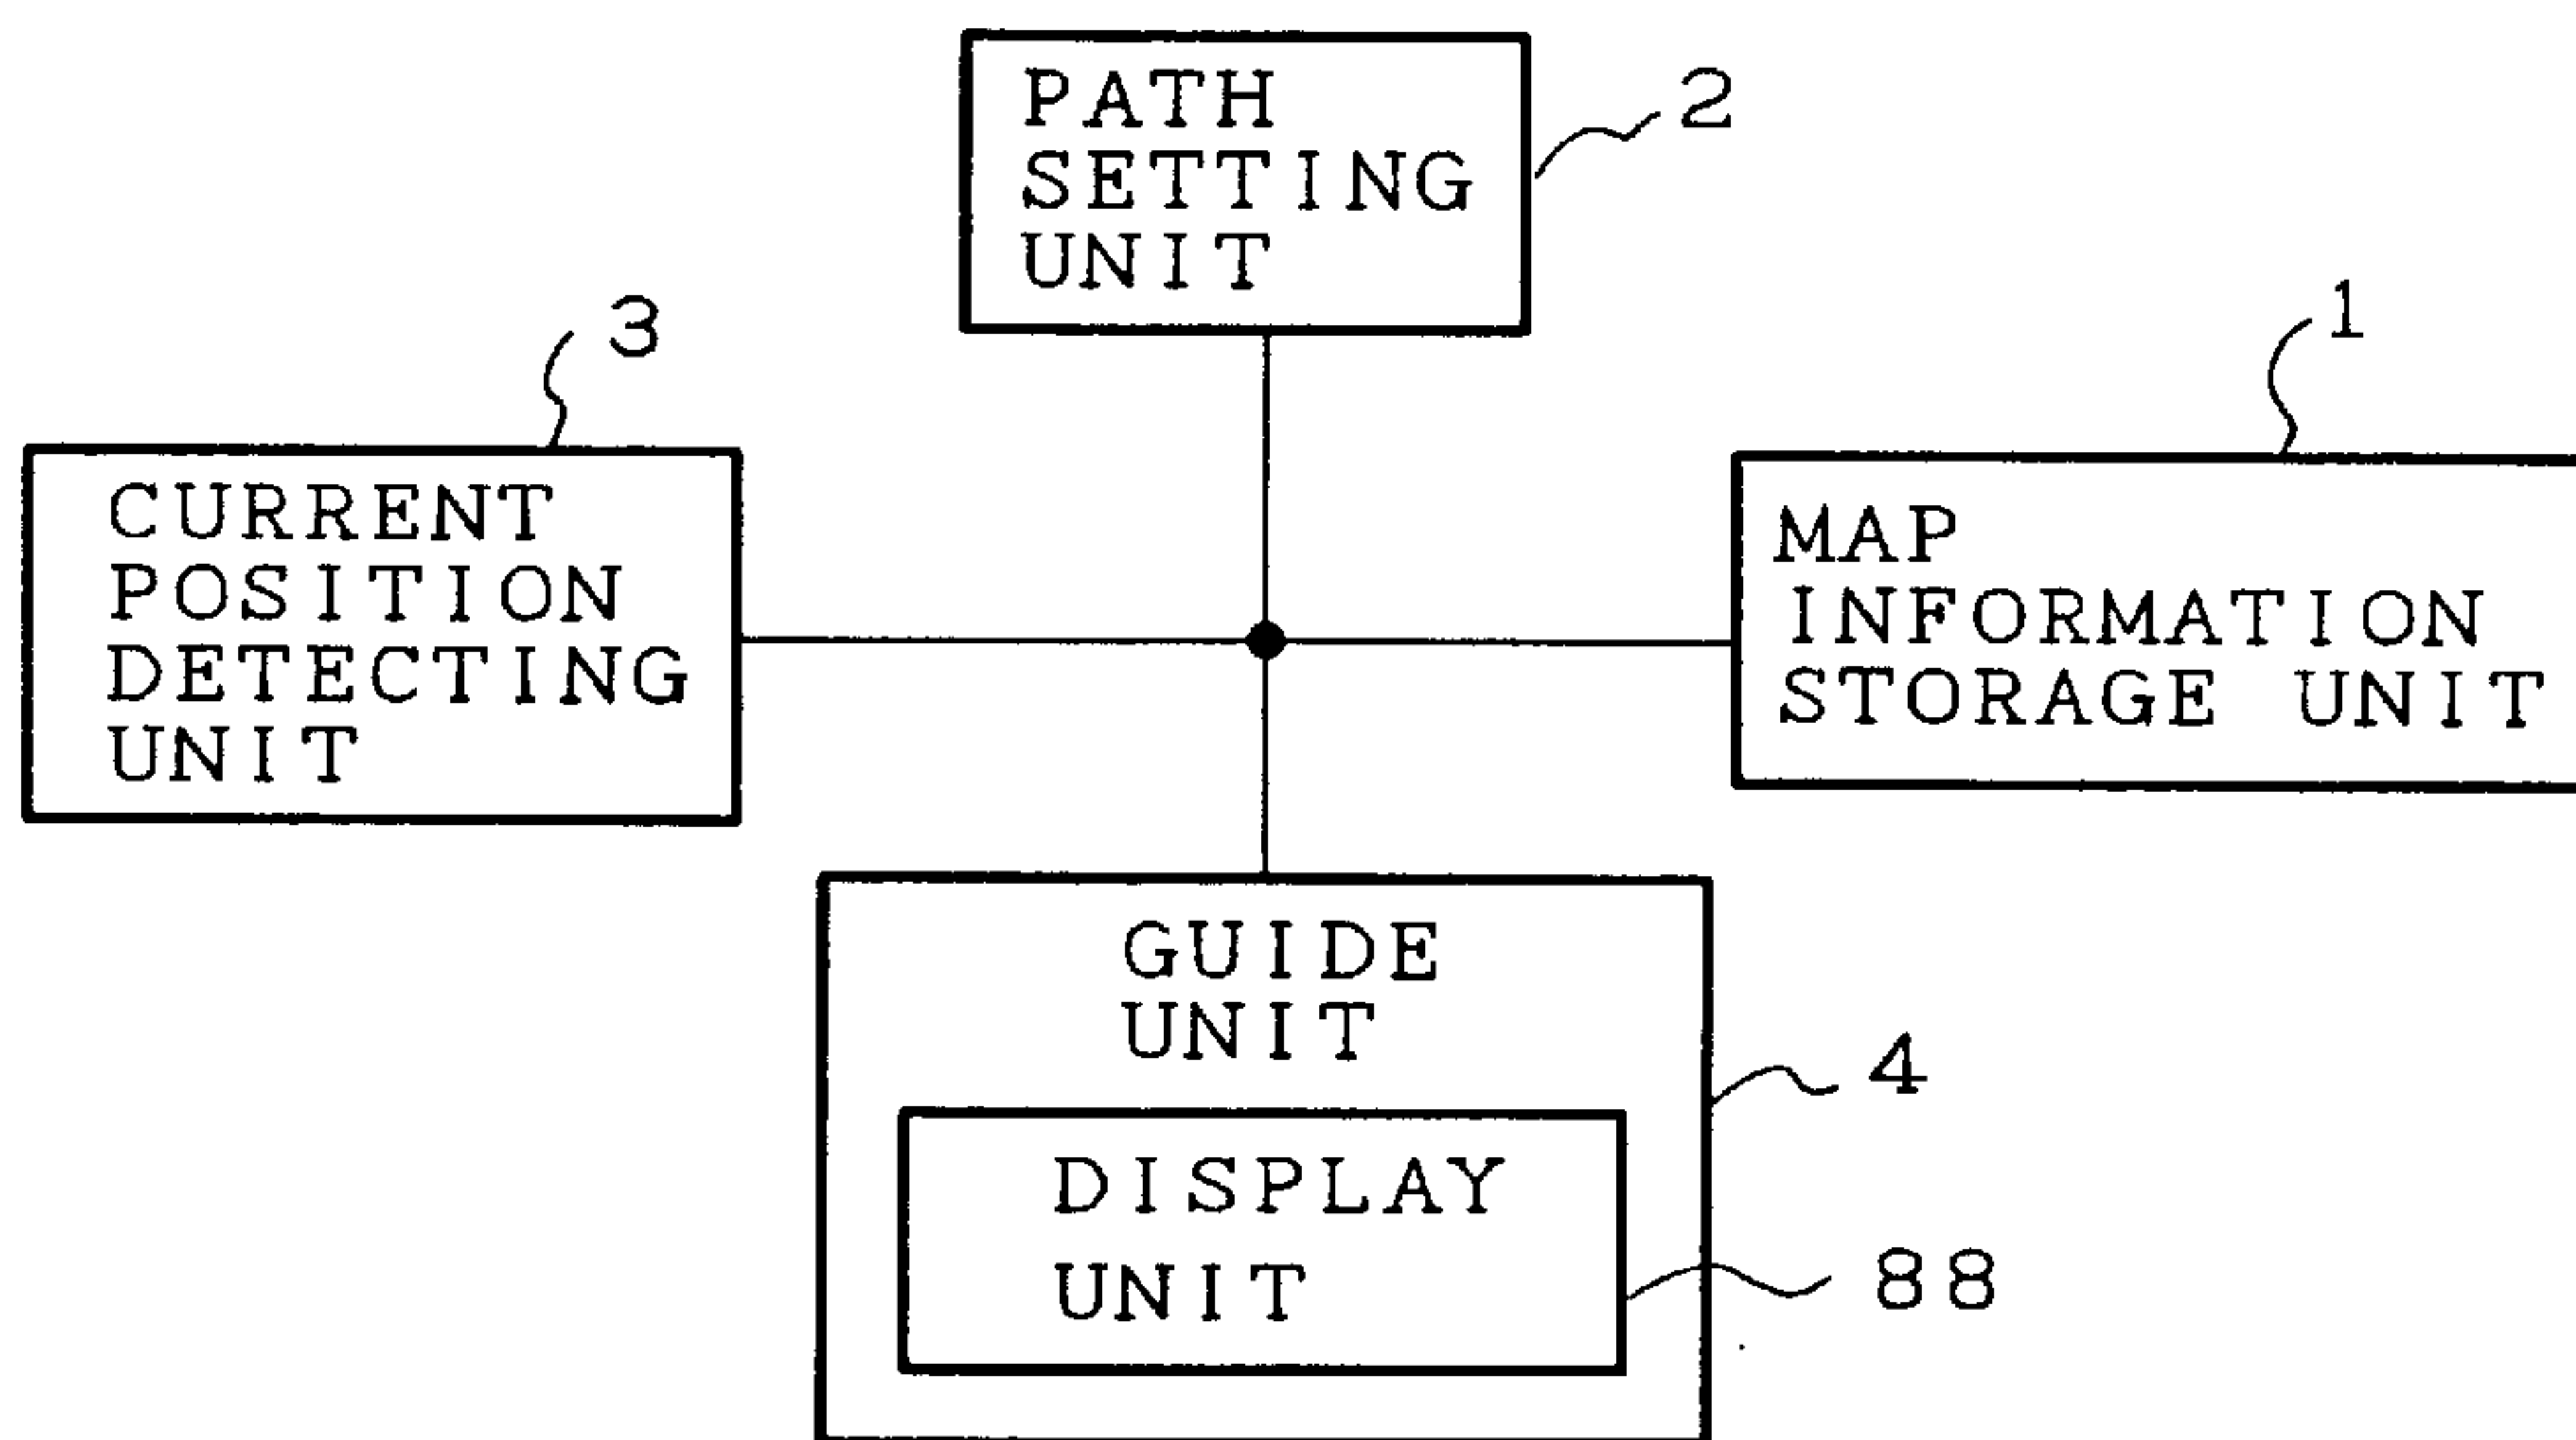 PATH
SETTING
UNIT
2
3
1
CURRENT
POSITION
DETECTING
UNIT
MAP
INFORMATION
STORAGE UNIT
GUIDE
UNIT
4
DISPLAY
UNIT
88